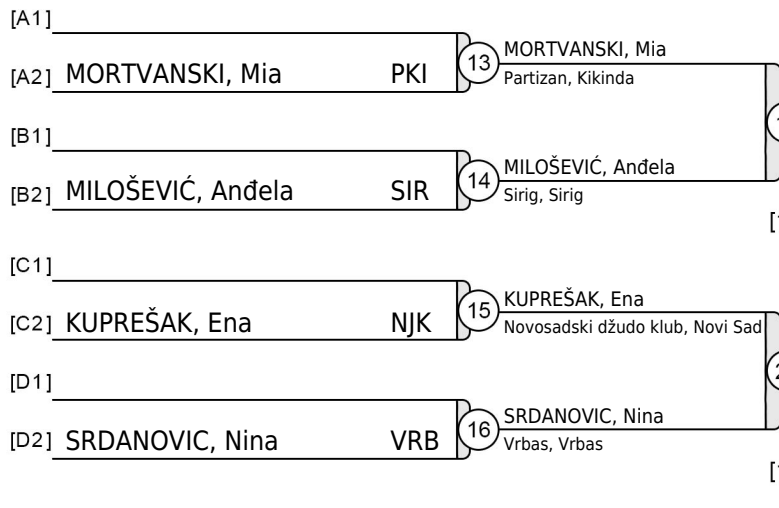 [A1]
[A2] MORTVANSKI, Mia PKI
13
MORTVANSKI, Mia
Partizan, Kikinda
[B1]
[B2] MILOŠEVIĆ, Anđela SIR
14
MILOŠEVIĆ, Anđela
Sirig, Sirig
[C1]
[C2] KUPREŠAK, Ena NJK
15
KUPREŠAK, Ena
Novosadski džudo klub, Novi Sad
[D1]
[D2] SRDANOVIC, Nina VRB
16
SRDANOVIC, Nina
Vrbas, Vrbas